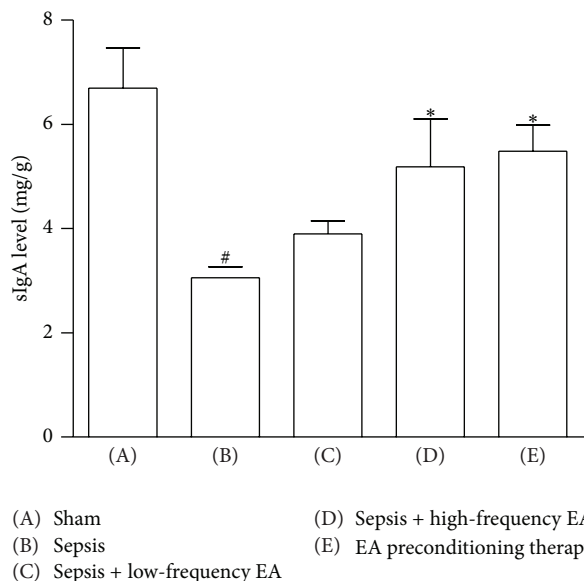 sIgA level (mg/g)
8
6
4
2
0
#
*
*
(A) (B) (C) (D) (E)
(A) Sham
(B) Sepsis
(C) Sepsis + low-frequency EA
(D) Sepsis + high-frequency EA
(E) EA preconditioning therap